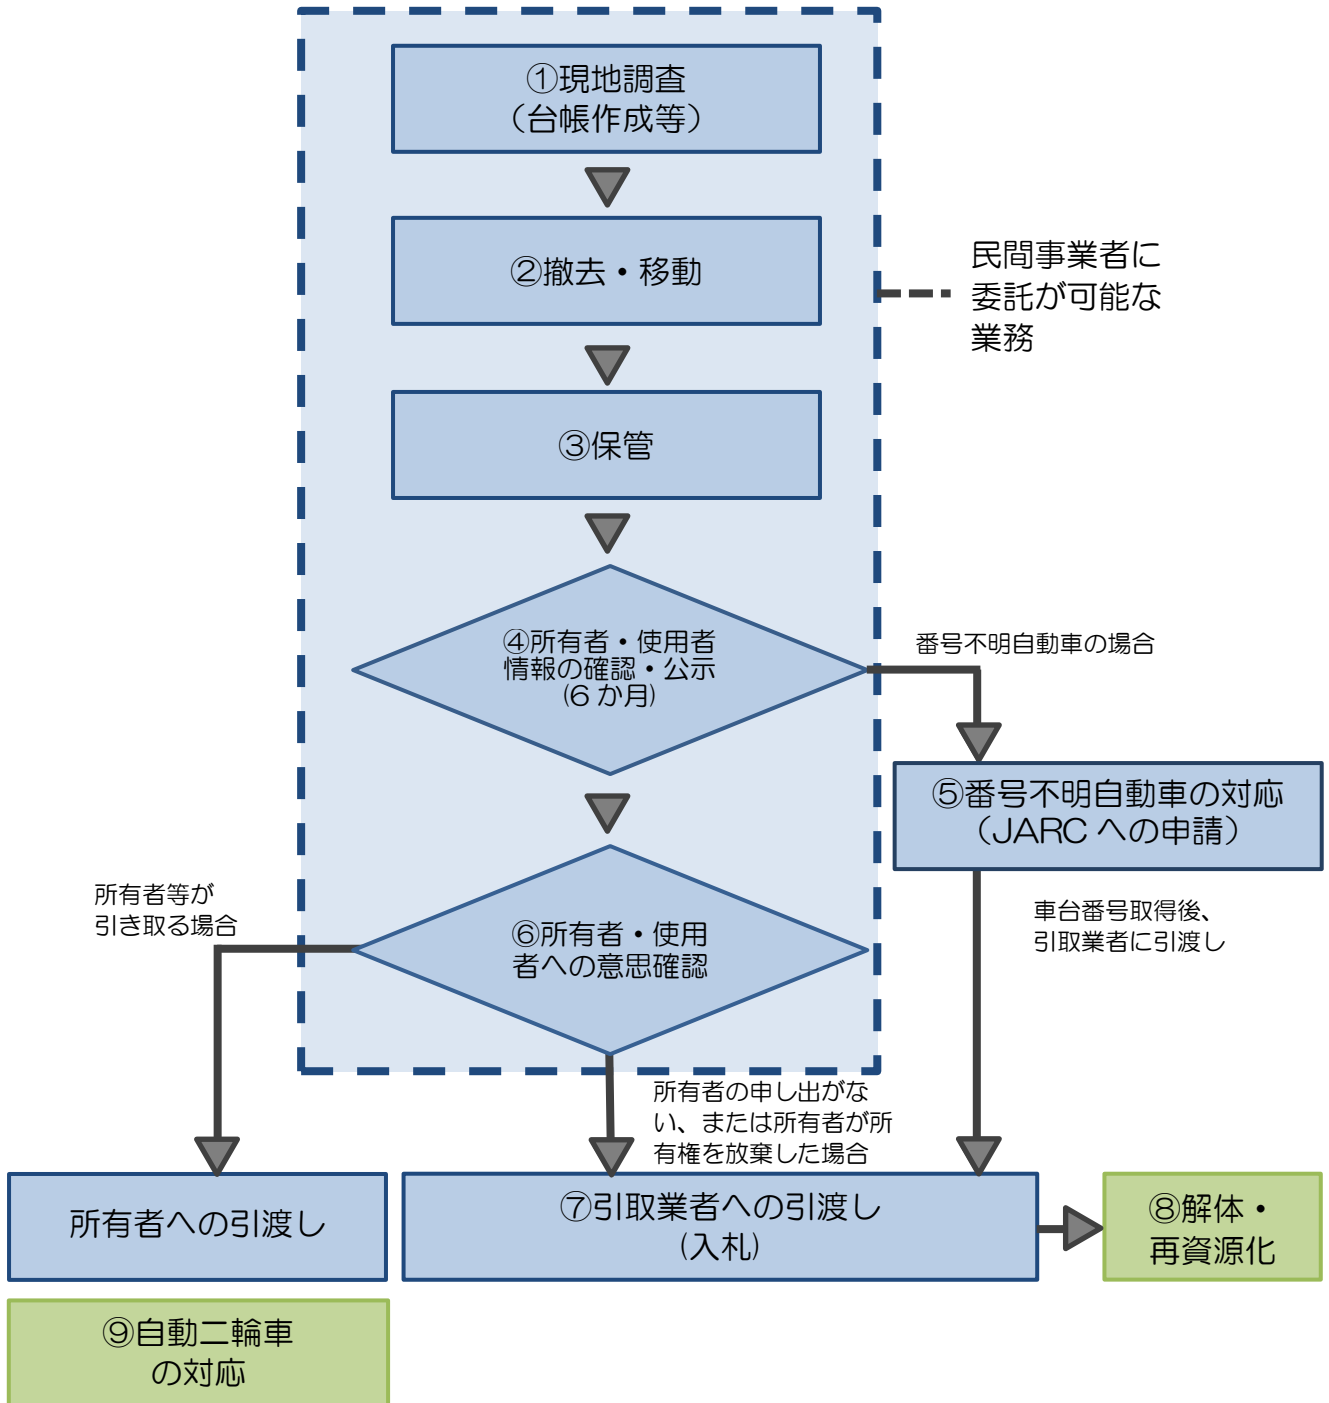 ①現地調査
（台帳作成等）
②撤去・移動
民間事業者に
委託が可能な
業務
③保管
④所有者・使用者
情報の確認・公示
(6 か月)
番号不明自動車の場合
⑤番号不明自動車の対応
（JARC への申請）
所有者等が
引き取る場合
車台番号取得後、
引取業者に引渡し
⑥所有者・使用
者への意思確認
所有者の申し出がな
い、または所有者が所
有権を放棄した場合
所有者への引渡し
⑦引取業者への引渡し
(入札)
⑧解体・
再資源化
⑨自動二輪車
の対応